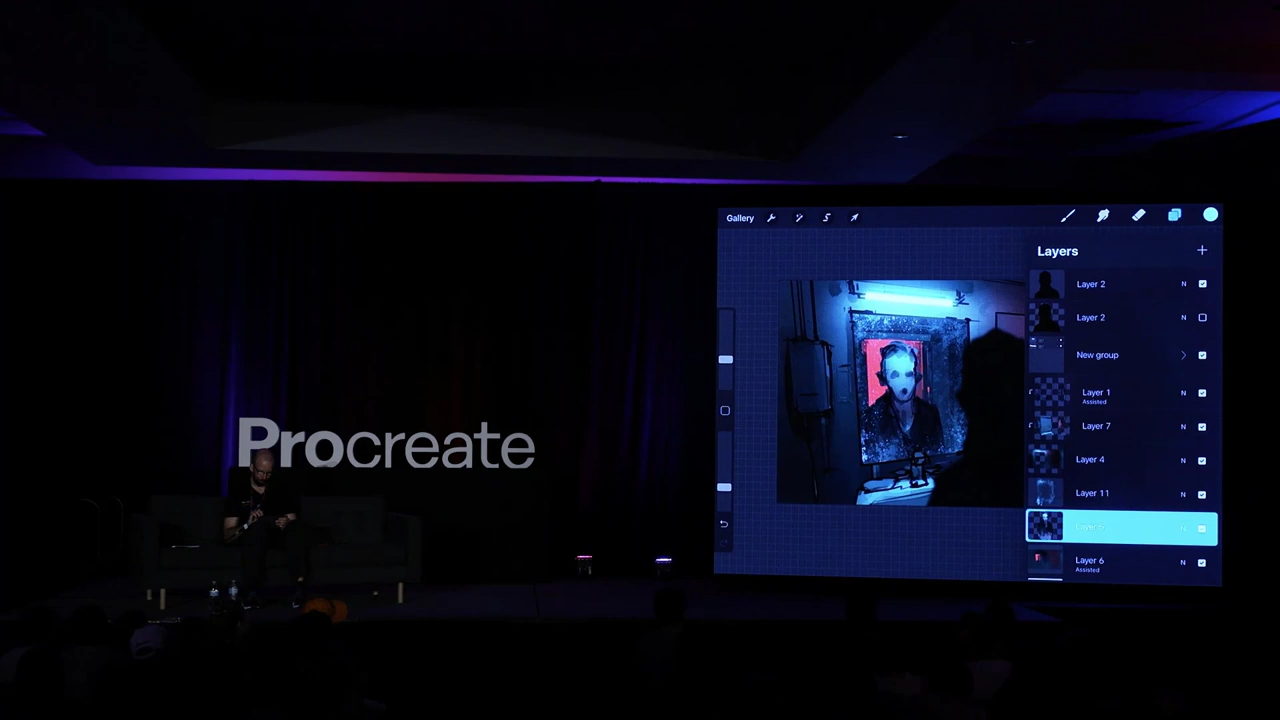 Procreate
Gallery
Layers
Layer 2
N
Layer 2
N
New group
Layer 1
N
Assisted
Layer 7
N
Layer 4
N
Layer 11
N
Layer 6
N
Assisted